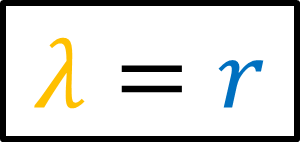 λ = r